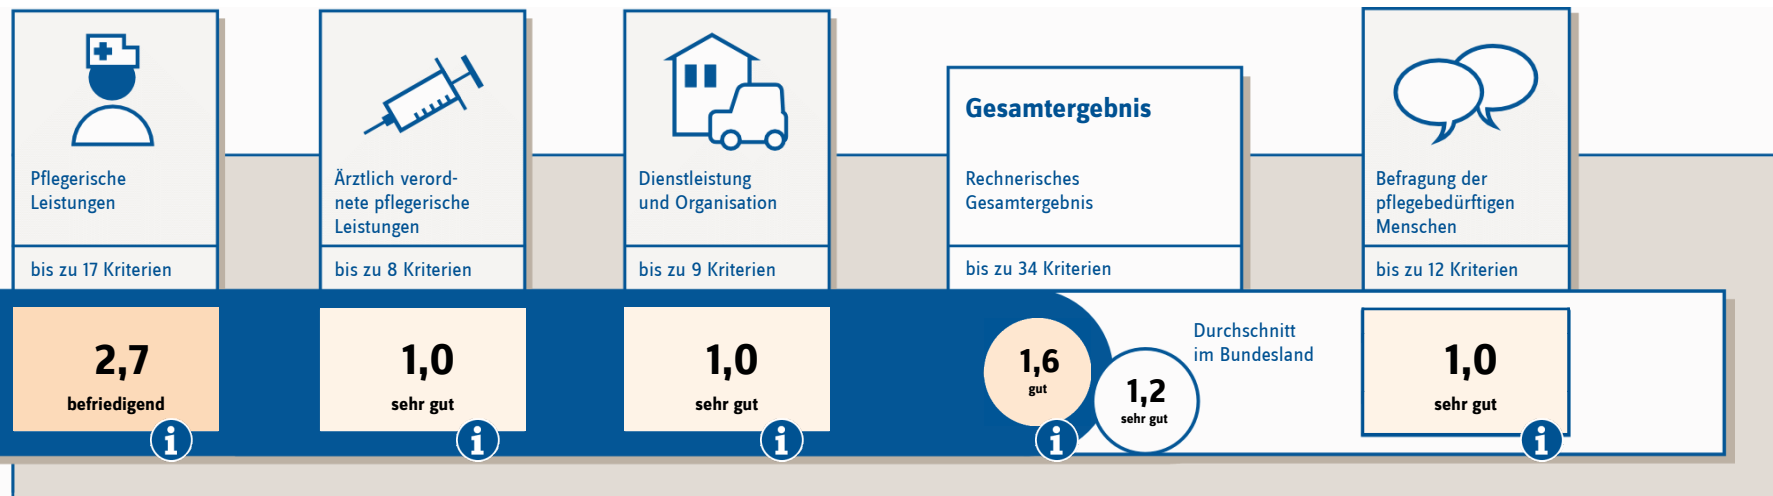 Pflegerische
Leistungen
bis zu 17 Kriterien
2,7
befriedigend
i
Ärztlich verord-
nete pflegerische
Leistungen
bis zu 8 Kriterien
1,0
sehr gut
i
Dienstleistung
und Organisation
bis zu 9 Kriterien
1,0
sehr gut
i
Gesamtergebnis
Rechnerisches
Gesamtergebnis
bis zu 34 Kriterien
1,6
gut
i
Durchschnitt
im Bundesland
1,2
sehr gut
Befragung der
pflegebedürftigen
Menschen
bis zu 12 Kriterien
1,0
sehr gut
i